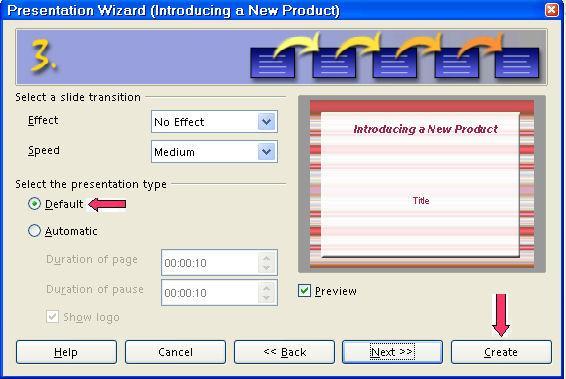 Presentation Wizard (Introducing a New Product)
3.
Select a slide transition
Effect
No Effect
Speed
Medium
Select the presentation type
Default
Automatic
Duration of page
00:00:10
Duration of pause
00:00:10
Show logo
Introducing a New Product
Title
Preview
Help
Cancel
<< Back
Next >>
Create